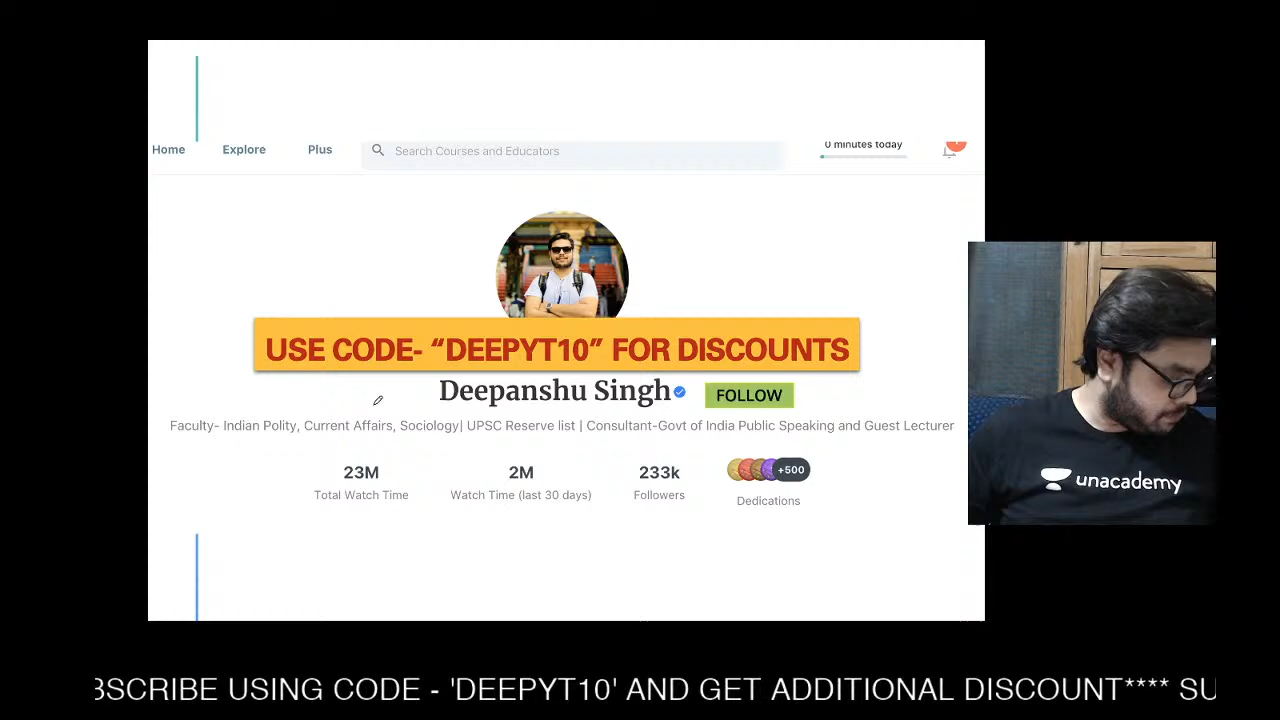 Home Explore Plus Search Courses and Educators 0 minutes today
USE CODE- “DEEPYT10” FOR DISCOUNTS
Deepanshu Singh FOLLOW
Faculty- Indian Polity, Current Affairs, Sociology| UPSC Reserve list | Consultant-Govt of India Public Speaking and Guest Lecturer
23M 2M 233k +500
Total Watch Time Watch Time (last 30 days) Followers Dedications
unacademy
BSCRIBE USING CODE - 'DEEPYT10' AND GET ADDITIONAL DISCOUNT**** SU